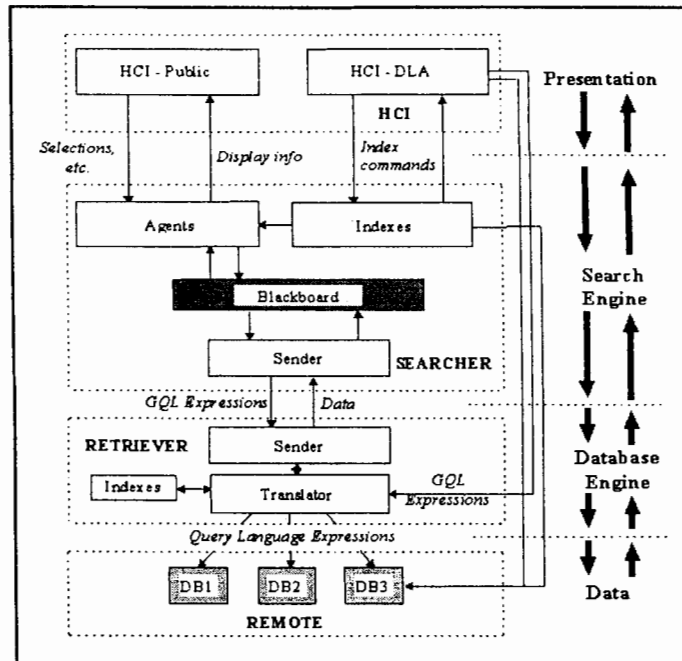 HCI - Public
HCI - DLA
Presentation
HCI
Selections,
etc.
Display info
Index
commands
Agents
Indexes
Blackboard
Search
Engine
Sender
SEARCHER
GQL Expressions
Data
RETRIEVER
Sender
Indexes
Translator
GQL
Expressions
Database
Engine
Query Language Expressions
DB1
DB2
DB3
Data
REMOTE